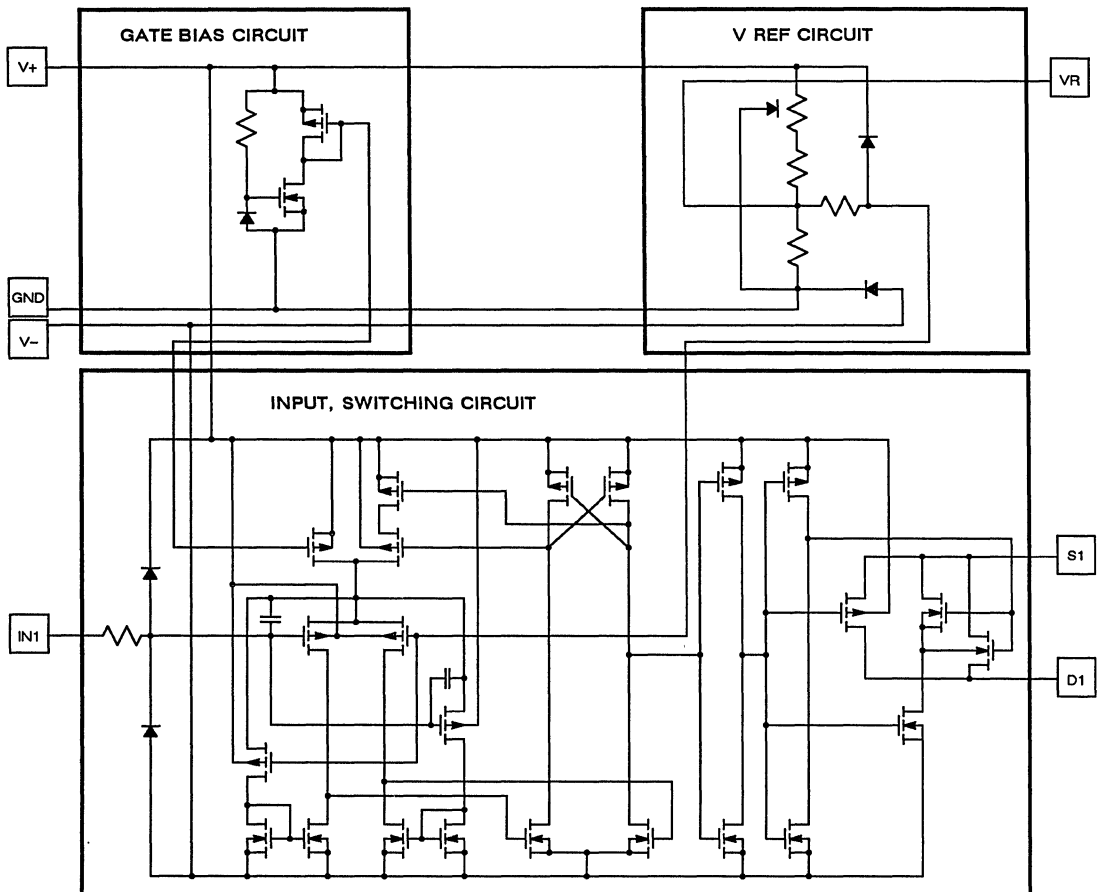 GATE BIAS CIRCUIT
V REF CIRCUIT
V+
VR
GND
V−
INPUT, SWITCHING CIRCUIT
S1
IN1
D1